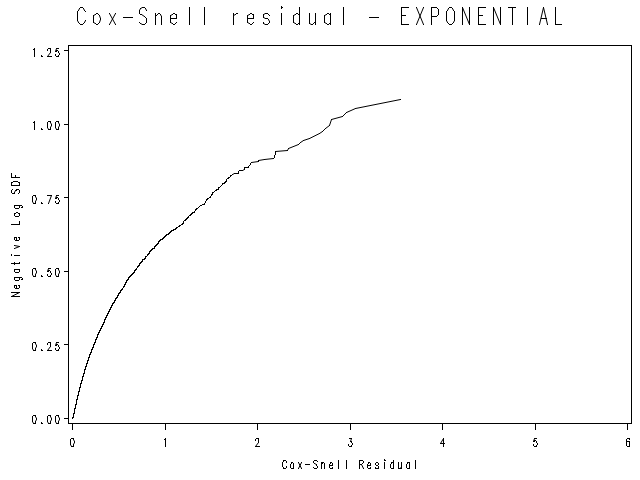 Cox-Snell residual - EXPONENTIAL
1.25
1.00
0.75
0.50
0.25
0.00
Negative Log SDF
0 1 2 3 4 5 6
Cox-Snell Residual